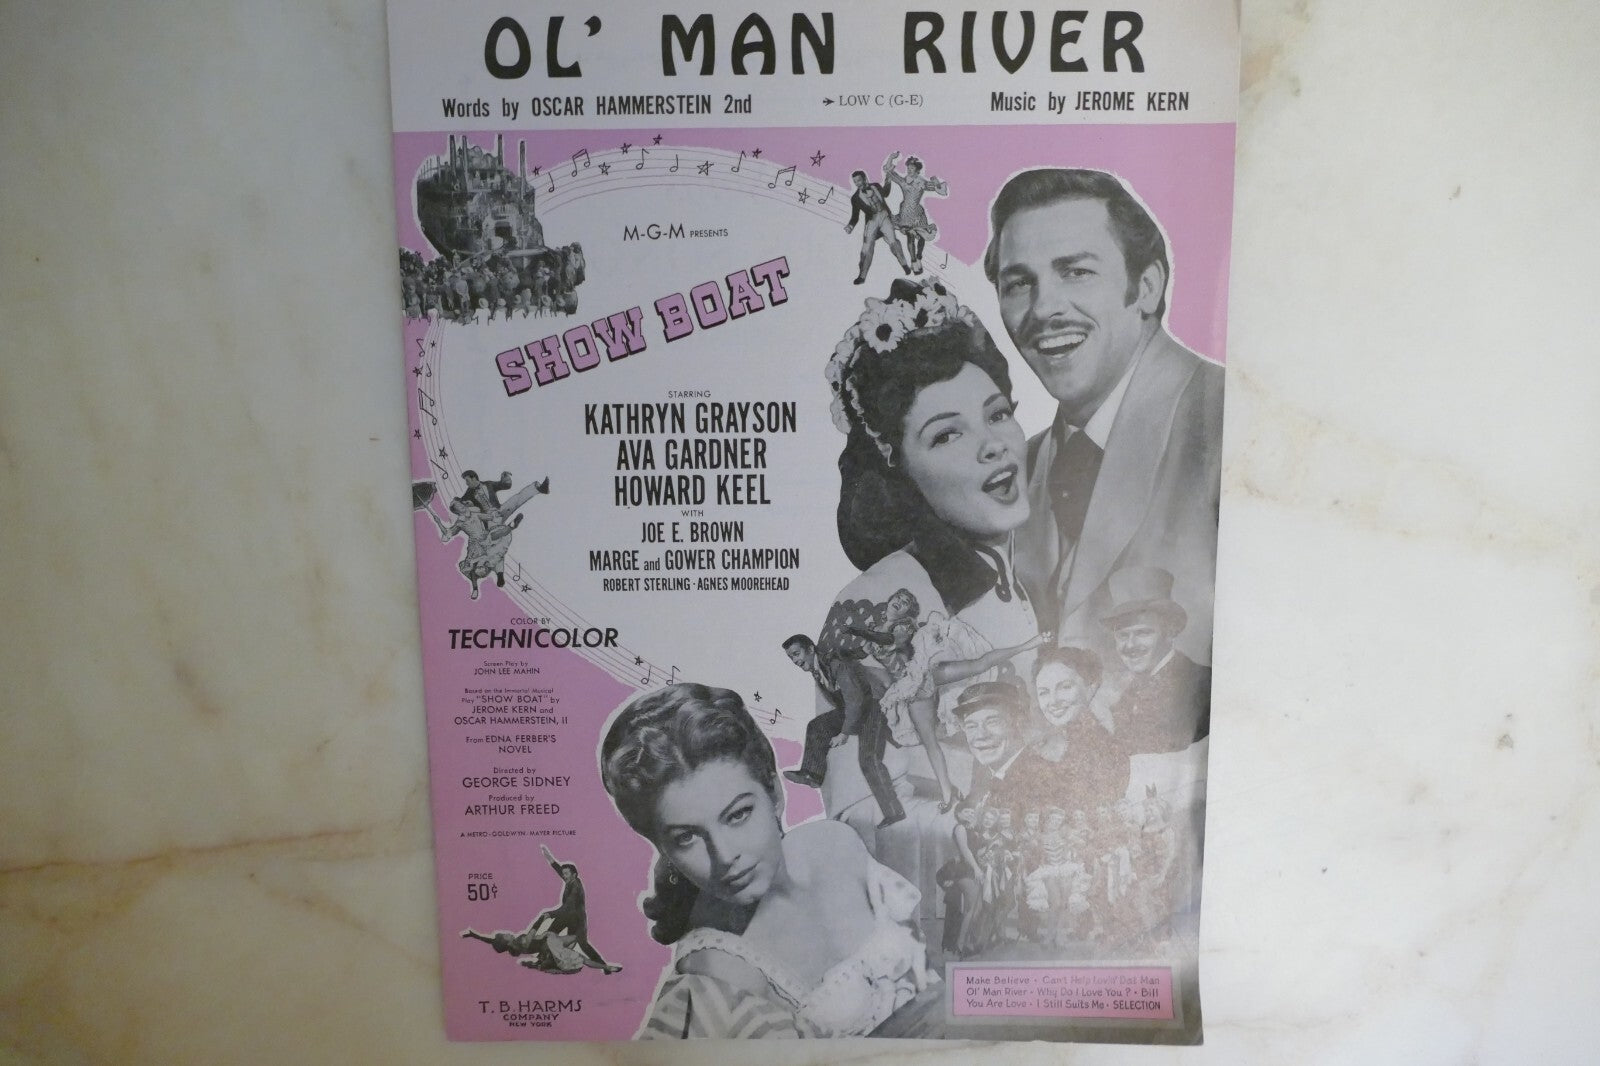 OL' MAN RIVER
Words by OSCAR HAMMERSTEIN 2nd
LOW C (G-E)
Music by JEROME KERN
M-G-M PRESENTS
SHOW BOAT
STARRING
KATHRYN GRAYSON
AVA GARDNER
HOWARD KEEL
WITH
JOE E. BROWN
MARGE and GOWER CHAMPION
ROBERT STERLING · AGNES MOOREHEAD
COLOR BY
TECHNICOLOR
Screen Play by
JOHN LEE MAHIN
Based on the Immortal Musical
Play "SHOW BOAT" by
JEROME KERN and
OSCAR HAMMERSTEIN, II
From EDNA FERBER'S
NOVEL
Directed by
GEORGE SIDNEY
Produced by
ARTHUR FREED
A METRO-GOLDWYN-MAYER PICTURE
PRICE
50¢
T. B. HARMS
COMPANY
NEW YORK
Make Believe · Can't Help Lovin' Dat Man
Ol' Man River · Why Do I Love You? · Bill
You Are Love · I Still Suits Me · SELECTION